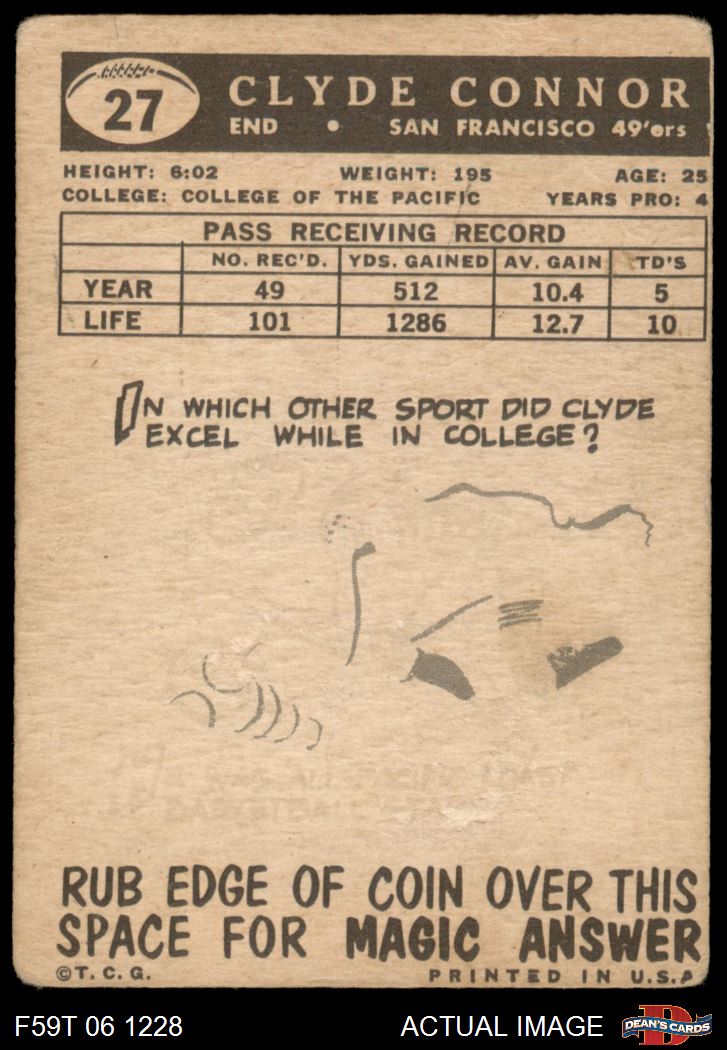 27
CLYDE CONNOR
END • SAN FRANCISCO 49'ers
HEIGHT: 6:02 WEIGHT: 195 AGE: 25
COLLEGE: COLLEGE OF THE PACIFIC YEARS PRO: 4
PASS RECEIVING RECORD
NO. REC'D. YDS. GAINED AV. GAIN TD'S
YEAR 49 512 10.4 5
LIFE 101 1286 12.7 10
IN WHICH OTHER SPORT DID CLYDE
EXCEL WHILE IN COLLEGE?
BASKETBALL
RUB EDGE OF COIN OVER THIS
SPACE FOR MAGIC ANSWER
©T.C.G. PRINTED IN U.S.A
F59T 06 1228 ACTUAL IMAGE
D
DEAN'S CARDS